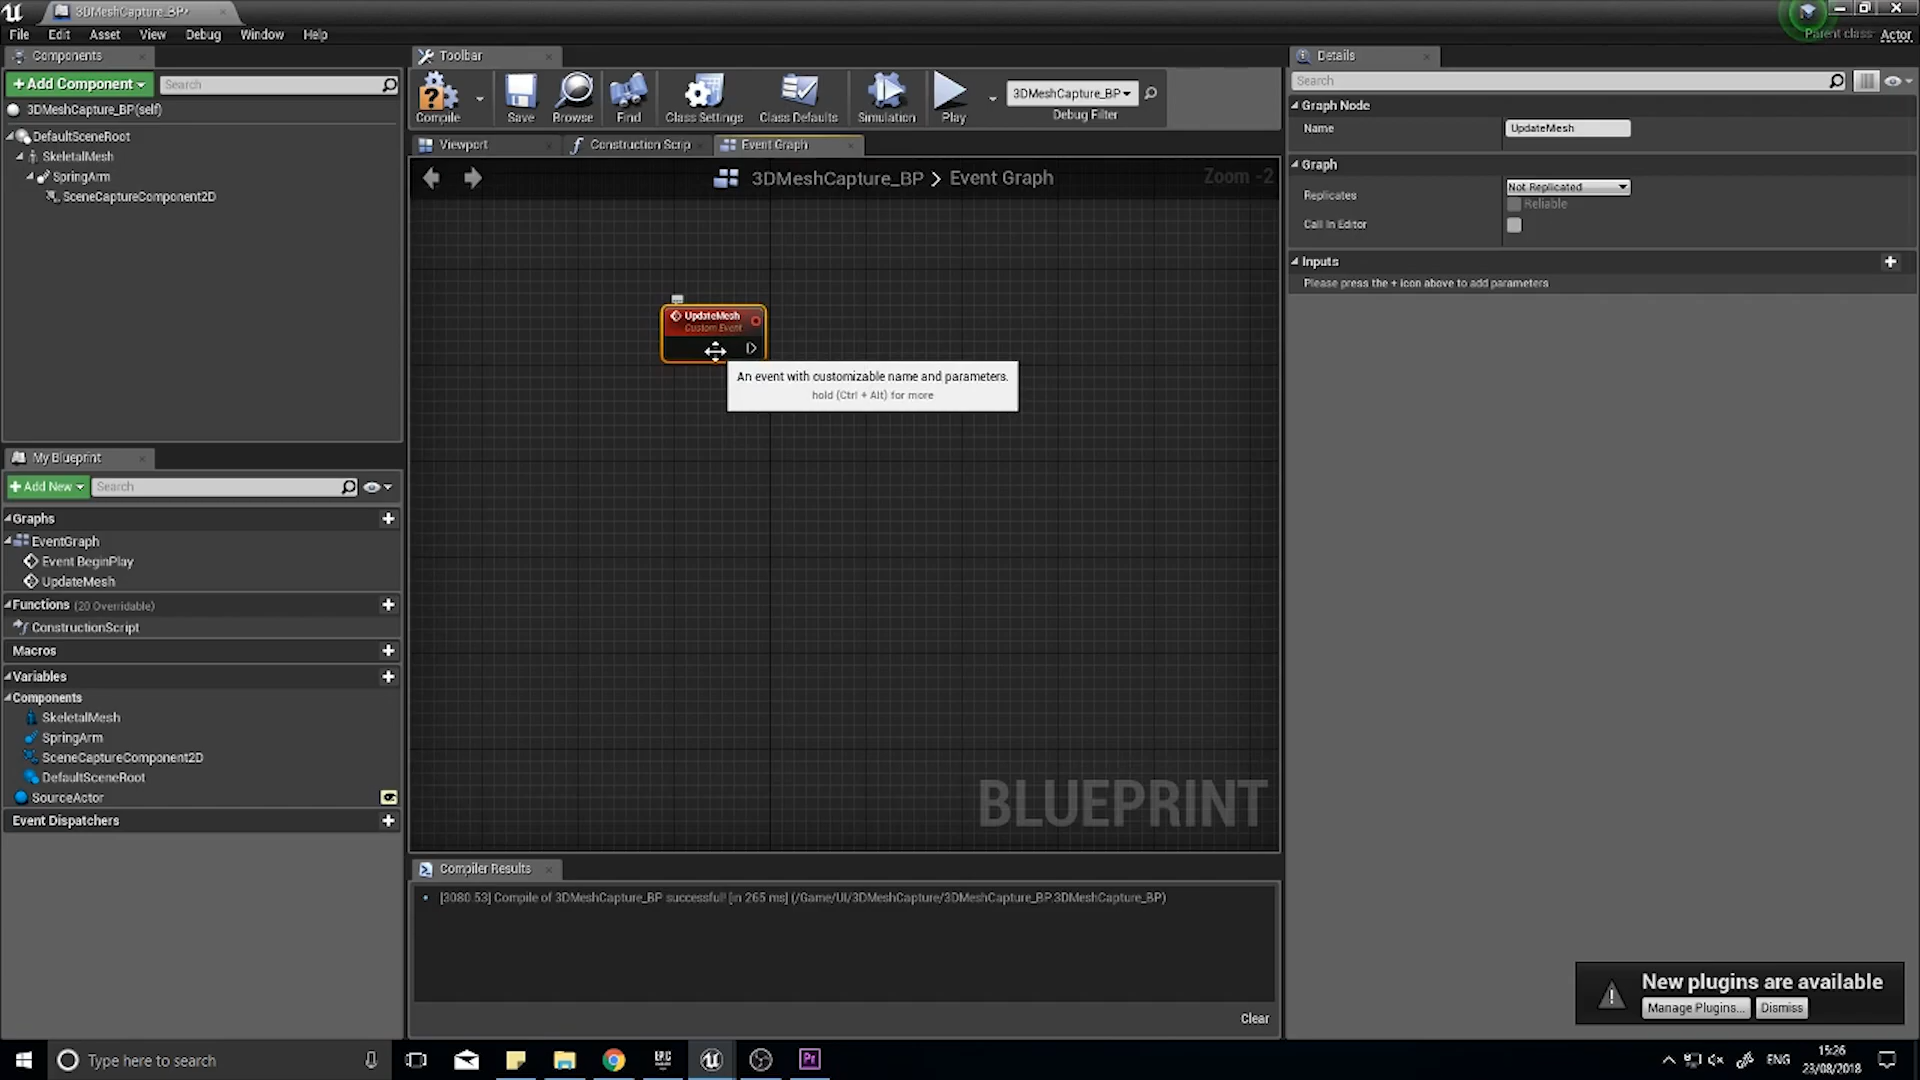 3DMeshCapture_BP*
File Edit Asset View Debug Window Help
Parent class: Actor
Components
+Add Component
Search
3DMeshCapture_BP(self)
DefaultSceneRoot
SkeletalMesh
SpringArm
SceneCaptureComponent2D
Toolbar
Compile
Save
Browse
Find
Class Settings
Class Defaults
Simulation
Play
3DMeshCapture_BP
Debug Filter
Viewport
Construction Scrip
Event Graph
3DMeshCapture_BP > Event Graph
Zoom -2
UpdateMesh
Custom Event
An event with customizable name and parameters.
hold (Ctrl + Alt) for more
BLUEPRINT
Details
Search
Graph Node
Name
UpdateMesh
Graph
Replicates
Not Replicated
Reliable
Call In Editor
Inputs
Please press the + icon above to add parameters
My Blueprint
+Add New
Search
Graphs
EventGraph
Event BeginPlay
UpdateMesh
Functions (20 Overridable)
ConstructionScript
Macros
Variables
Components
SkeletalMesh
SpringArm
SceneCaptureComponent2D
DefaultSceneRoot
SourceActor
Event Dispatchers
Compiler Results
[3080.53] Compile of 3DMeshCapture_BP successful! [in 265 ms] (/Game/UI/3DMeshCapture/3DMeshCapture_BP.3DMeshCapture_BP)
Clear
New plugins are available
Manage Plugins...
Dismiss
Type here to search
EPIC
Pr
ENG
15:26
23/08/2018